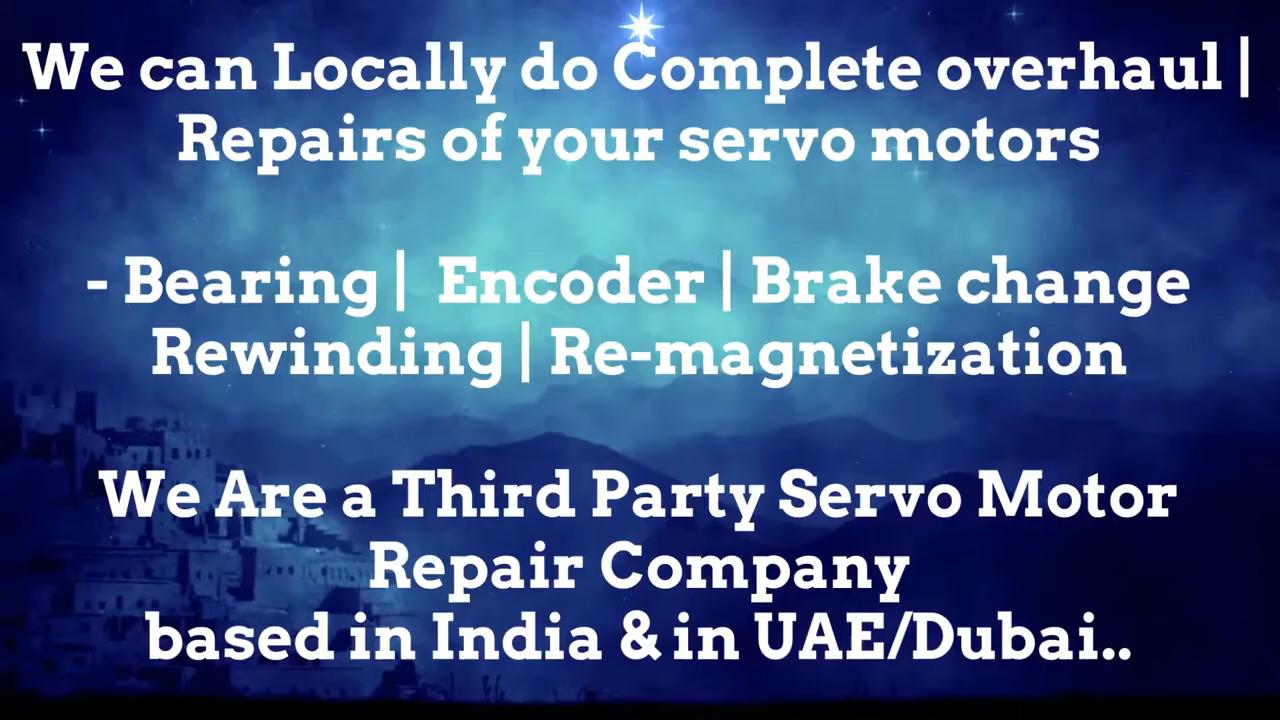 We can Locally do Complete overhaul |
Repairs of your servo motors
- Bearing | Encoder | Brake change
Rewinding | Re-magnetization
We Are a Third Party Servo Motor
Repair Company
based in India & in UAE/Dubai..